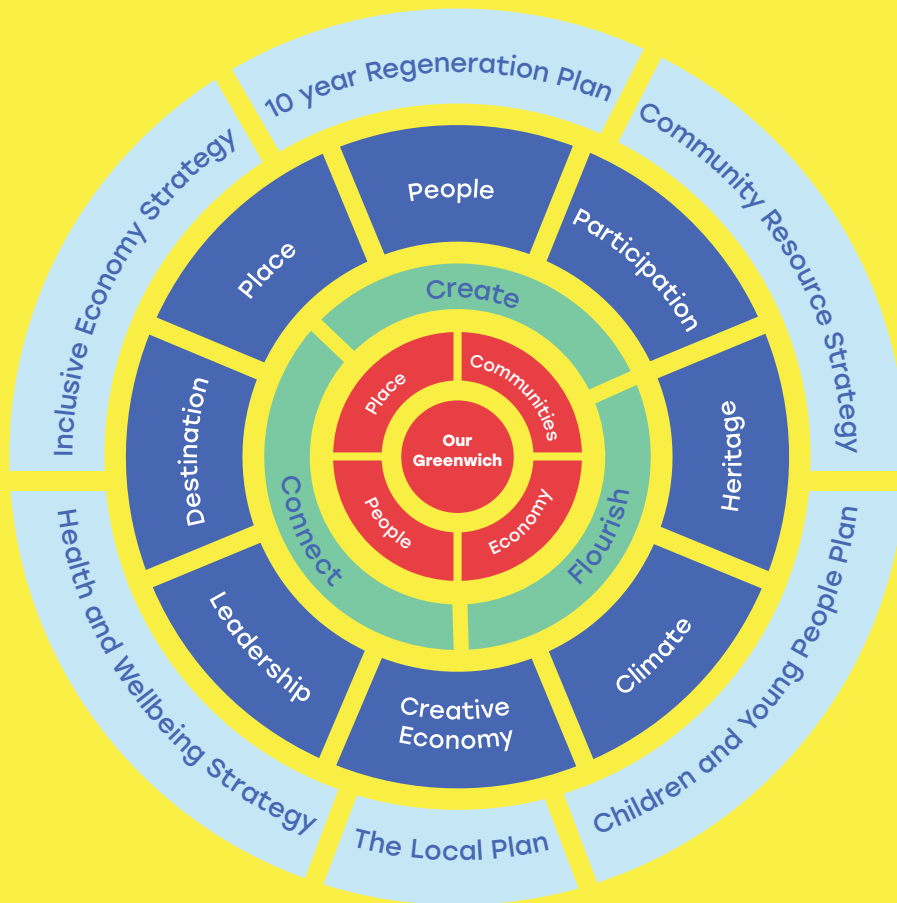 10 year Regeneration Plan
Community Resource Strategy
Children and Young People Plan
The Local Plan
Health and Wellbeing Strategy
Inclusive Economy Strategy
People
Participation
Heritage
Climate
Creative
Economy
Leadership
Destination
Place
Create
Flourish
Connect
Place
Communities
Economy
People
Our
Greenwich